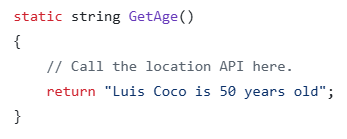 static string GetAge()
{
    // Call the location API here.
    return "Luis Coco is 50 years old";
}